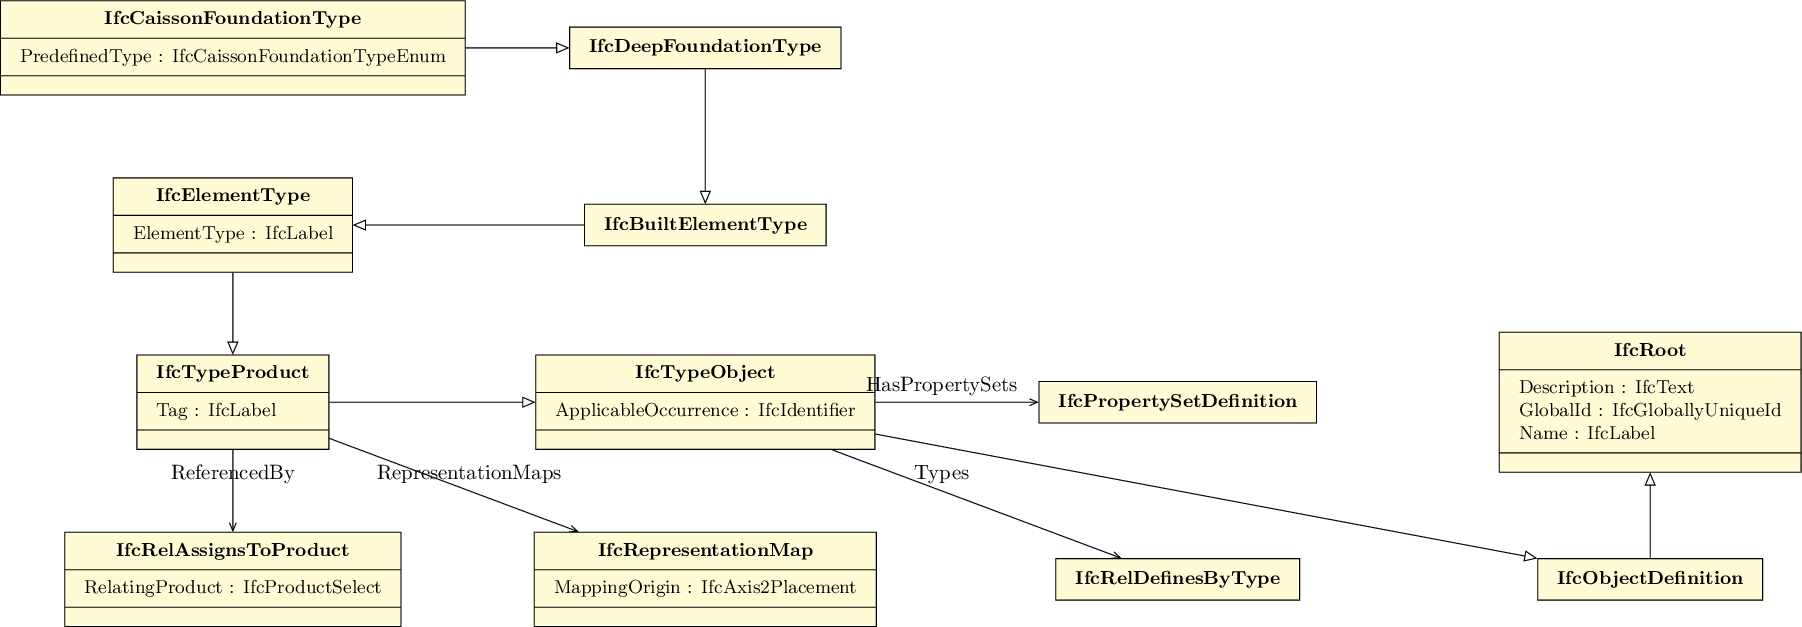 IfcCaissonFoundationType
PredefinedType : IfcCaissonFoundationTypeEnum
IfcDeepFoundationType
IfcElementType
ElementType : IfcLabel
IfcBuiltElementType
IfcTypeProduct
Tag : IfcLabel
IfcTypeObject
ApplicableOccurrence : IfcIdentifier
HasPropertySets
IfcPropertySetDefinition
IfcRoot
Description : IfcText
GlobalId : IfcGloballyUniqueId
Name : IfcLabel
ReferencedBy
RepresentationMaps
Types
IfcRelAssignsToProduct
RelatingProduct : IfcProductSelect
IfcRepresentationMap
MappingOrigin : IfcAxis2Placement
IfcRelDefinesByType
IfcObjectDefinition